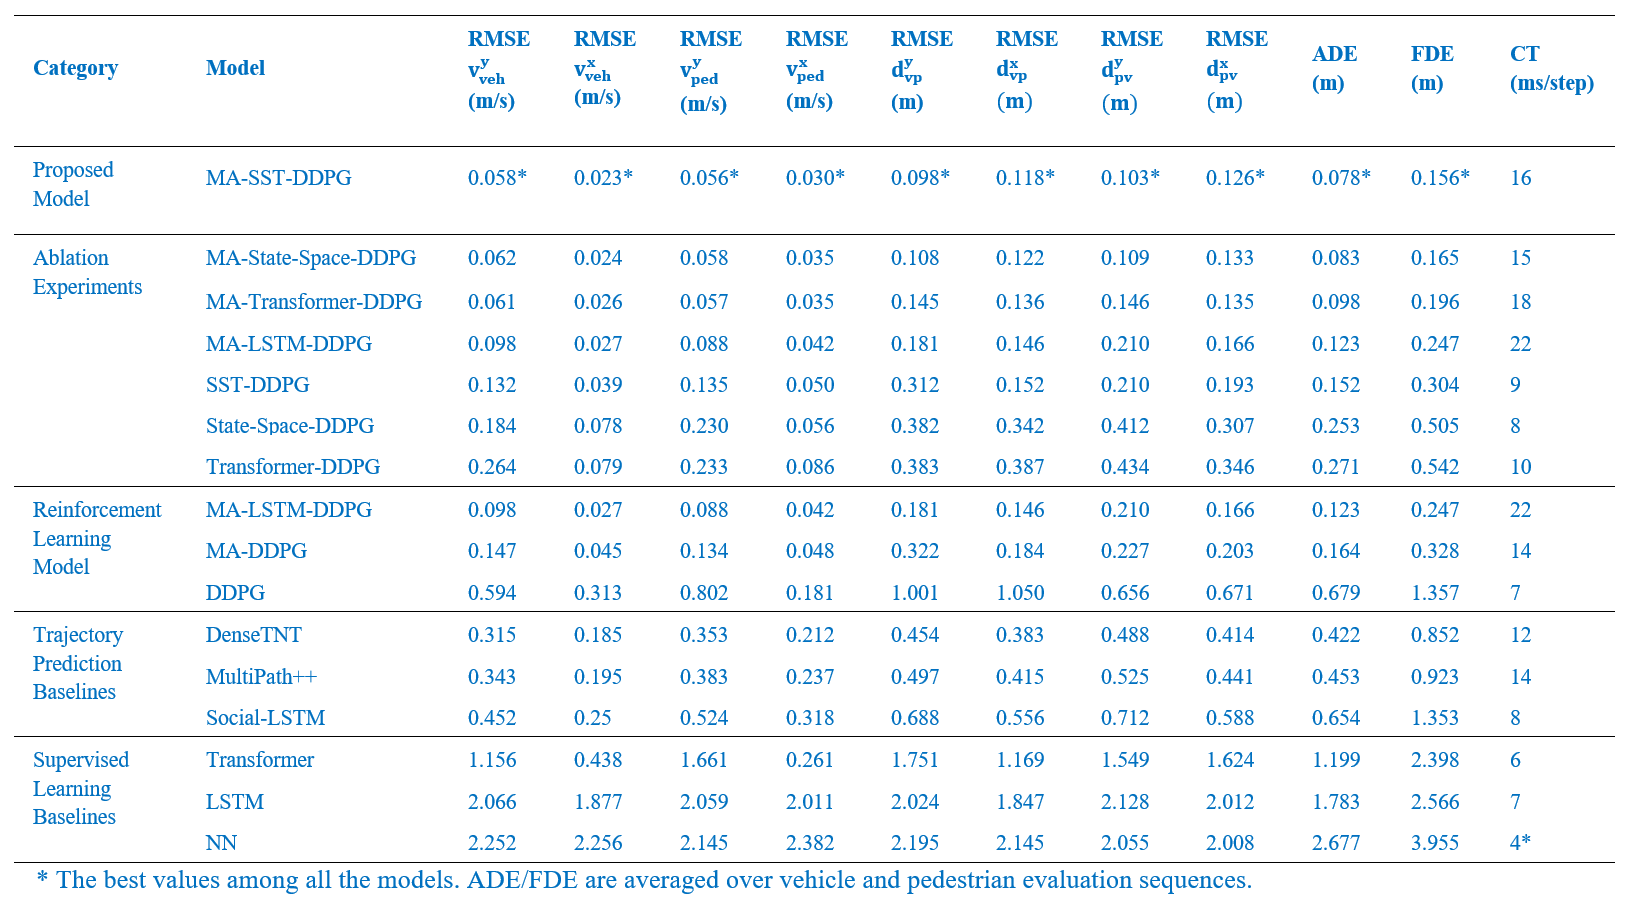 Category Model RMSE v_veh^y (m/s) RMSE v_veh^x (m/s) RMSE v_ped^y (m/s) RMSE v_ped^x (m/s) RMSE d_vp^y (m) RMSE d_vp^x (m) RMSE d_pv^y (m) RMSE d_pv^x (m) ADE (m) FDE (m) CT (ms/step)
Proposed Model MA-SST-DDPG 0.058* 0.023* 0.056* 0.030* 0.098* 0.118* 0.103* 0.126* 0.078* 0.156* 16
Ablation Experiments MA-State-Space-DDPG 0.062 0.024 0.058 0.035 0.108 0.122 0.109 0.133 0.083 0.165 15
MA-Transformer-DDPG 0.061 0.026 0.057 0.035 0.145 0.136 0.146 0.135 0.098 0.196 18
MA-LSTM-DDPG 0.098 0.027 0.088 0.042 0.181 0.146 0.210 0.166 0.123 0.247 22
SST-DDPG 0.132 0.039 0.135 0.050 0.312 0.152 0.210 0.193 0.152 0.304 9
State-Space-DDPG 0.184 0.078 0.230 0.056 0.382 0.342 0.412 0.307 0.253 0.505 8
Transformer-DDPG 0.264 0.079 0.233 0.086 0.383 0.387 0.434 0.346 0.271 0.542 10
Reinforcement Learning Model MA-LSTM-DDPG 0.098 0.027 0.088 0.042 0.181 0.146 0.210 0.166 0.123 0.247 22
MA-DDPG 0.147 0.045 0.134 0.048 0.322 0.184 0.227 0.203 0.164 0.328 14
DDPG 0.594 0.313 0.802 0.181 1.001 1.050 0.656 0.671 0.679 1.357 7
Trajectory Prediction Baselines DenseTNT 0.315 0.185 0.353 0.212 0.454 0.383 0.488 0.414 0.422 0.852 12
MultiPath++ 0.343 0.195 0.383 0.237 0.497 0.415 0.525 0.441 0.453 0.923 14
Social-LSTM 0.452 0.25 0.524 0.318 0.688 0.556 0.712 0.588 0.654 1.353 8
Supervised Learning Baselines Transformer 1.156 0.438 1.661 0.261 1.751 1.169 1.549 1.624 1.199 2.398 6
LSTM 2.066 1.877 2.059 2.011 2.024 1.847 2.128 2.012 1.783 2.566 7
NN 2.252 2.256 2.145 2.382 2.195 2.145 2.055 2.008 2.677 3.955 4*
* The best values among all the models. ADE/FDE are averaged over vehicle and pedestrian evaluation sequences.